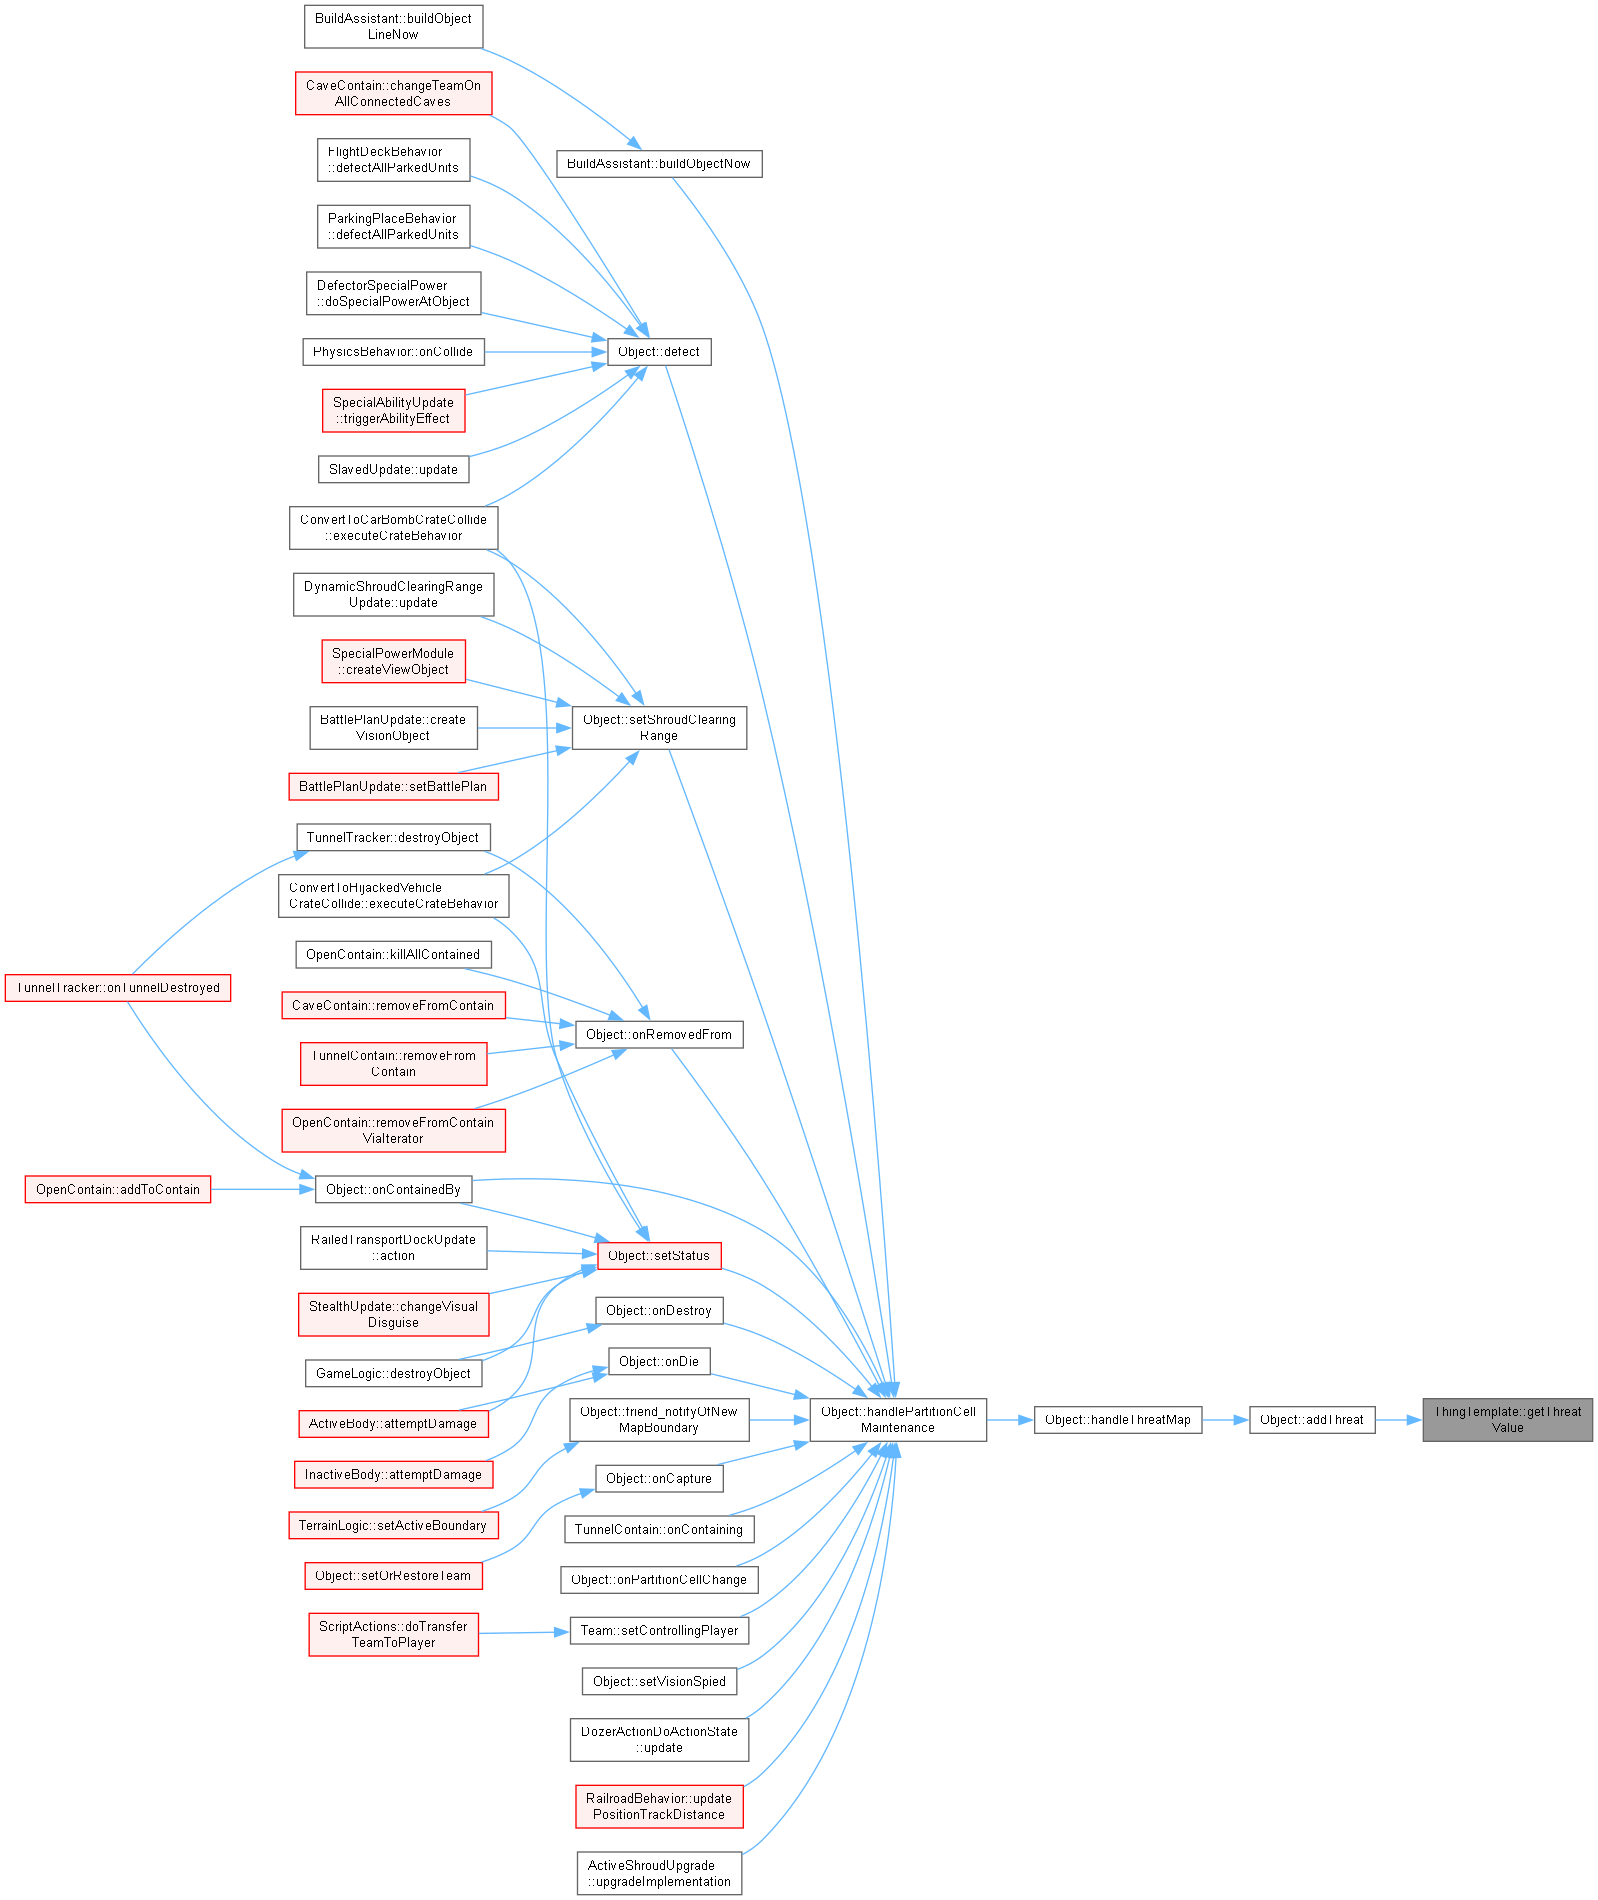 BuildAssistant::buildObject
LineNow
CaveContain::changeTeamOn
AllConnectedCaves
FlightDeckBehavior
::defectAllParkedUnits
BuildAssistant::buildObjectNow
ParkingPlaceBehavior
::defectAllParkedUnits
DefectorSpecialPower
::doSpecialPowerAtObject
PhysicsBehavior::onCollide
Object::defect
SpecialAbilityUpdate
::triggerAbilityEffect
SlavedUpdate::update
ConvertToCarBombCrateCollide
::executeCrateBehavior
DynamicShroudClearingRange
Update::update
SpecialPowerModule
::createViewObject
BattlePlanUpdate::create
VisionObject
Object::setShroudClearing
Range
BattlePlanUpdate::setBattlePlan
TunnelTracker::destroyObject
ConvertToHijackedVehicle
CrateCollide::executeCrateBehavior
OpenContain::killAllContained
TunnelTracker::onTunnelDestroyed
CaveContain::removeFromContain
Object::onRemovedFrom
TunnelContain::removeFrom
Contain
OpenContain::removeFromContain
ViaIterator
OpenContain::addToContain
Object::onContainedBy
RailedTransportDockUpdate
::action
Object::setStatus
StealthUpdate::changeVisual
Disguise
Object::onDestroy
GameLogic::destroyObject
Object::onDie
ActiveBody::attemptDamage
Object::friend_notifyOfNew
MapBoundary
Object::handlePartitionCell
Maintenance
Object::handleThreatMap
Object::addThreat
ThingTemplate::getThreat
Value
InactiveBody::attemptDamage
Object::onCapture
TerrainLogic::setActiveBoundary
TunnelContain::onContaining
Object::setOrRestoreTeam
Object::onPartitionCellChange
ScriptActions::doTransfer
TeamToPlayer
Team::setControllingPlayer
Object::setVisionSpied
DozerActionDoActionState
::update
RailroadBehavior::update
PositionTrackDistance
ActiveShroudUpgrade
::upgradeImplementation